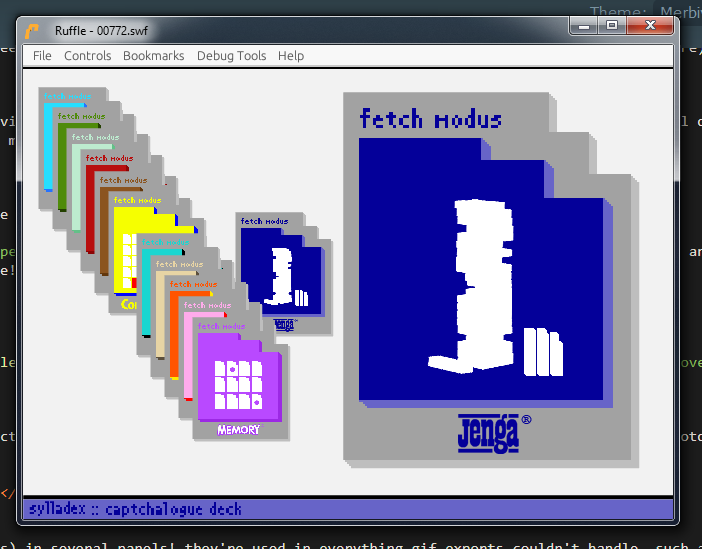 Theme: Merbiv
Ruffle - 00772.swf
File Controls Bookmarks Debug Tools Help
fetch modus
fetch modus
fetch modus
fetch modus
fetch modus
fetch modus
fetch modus
fetch modus
fetch modus
fetch modus
fetch modus
MEMORY
fetch modus
Jenga®
fetch modus
Jenga®
sylladex :: captchalogue deck
s) in several panels! they're used in everything gif exports couldn't handle, such a